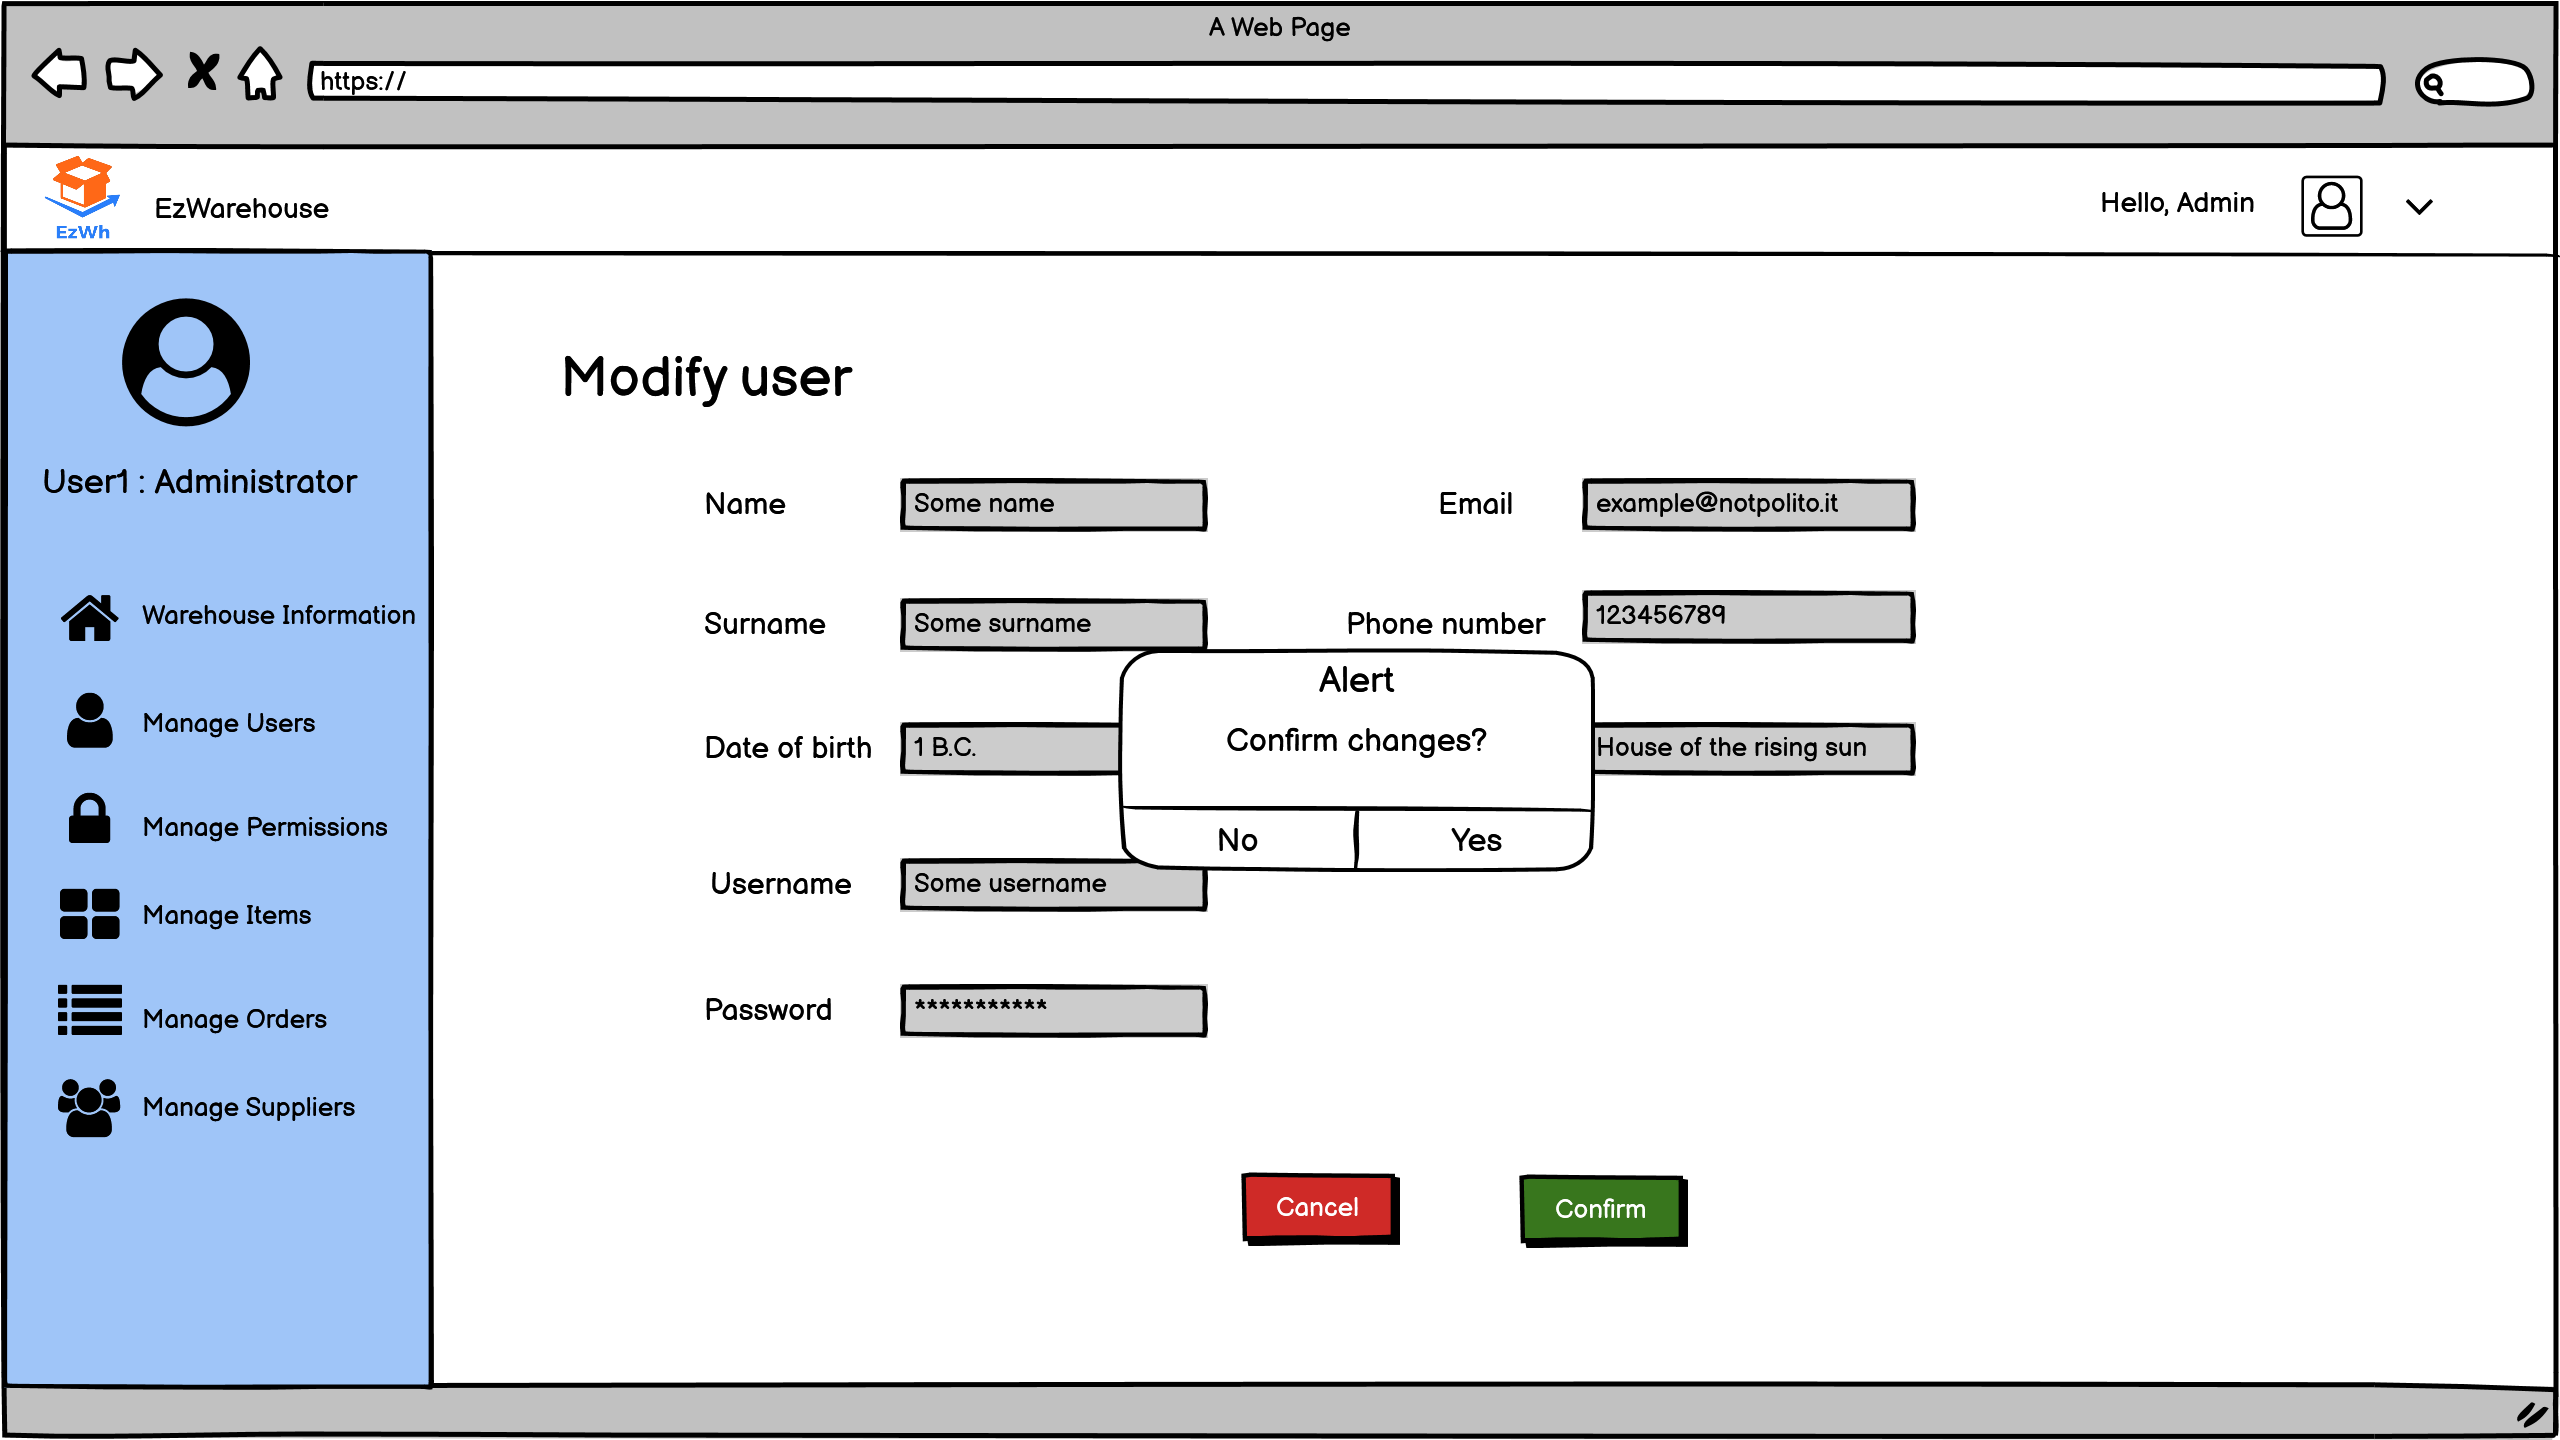 A Web Page
https://
EzWh
EzWarehouse
Hello, Admin
User1 : Administrator
Warehouse Information
Manage Users
Manage Permissions
Manage Items
Manage Orders
Manage Suppliers
Modify user
Name
Some name
Email
example@notpolito.it
Surname
Some surname
Phone number
123456789
Date of birth
1 B.C.
House of the rising sun
Alert
Confirm changes?
No
Yes
Username
Some username
Password
***********
Cancel
Confirm